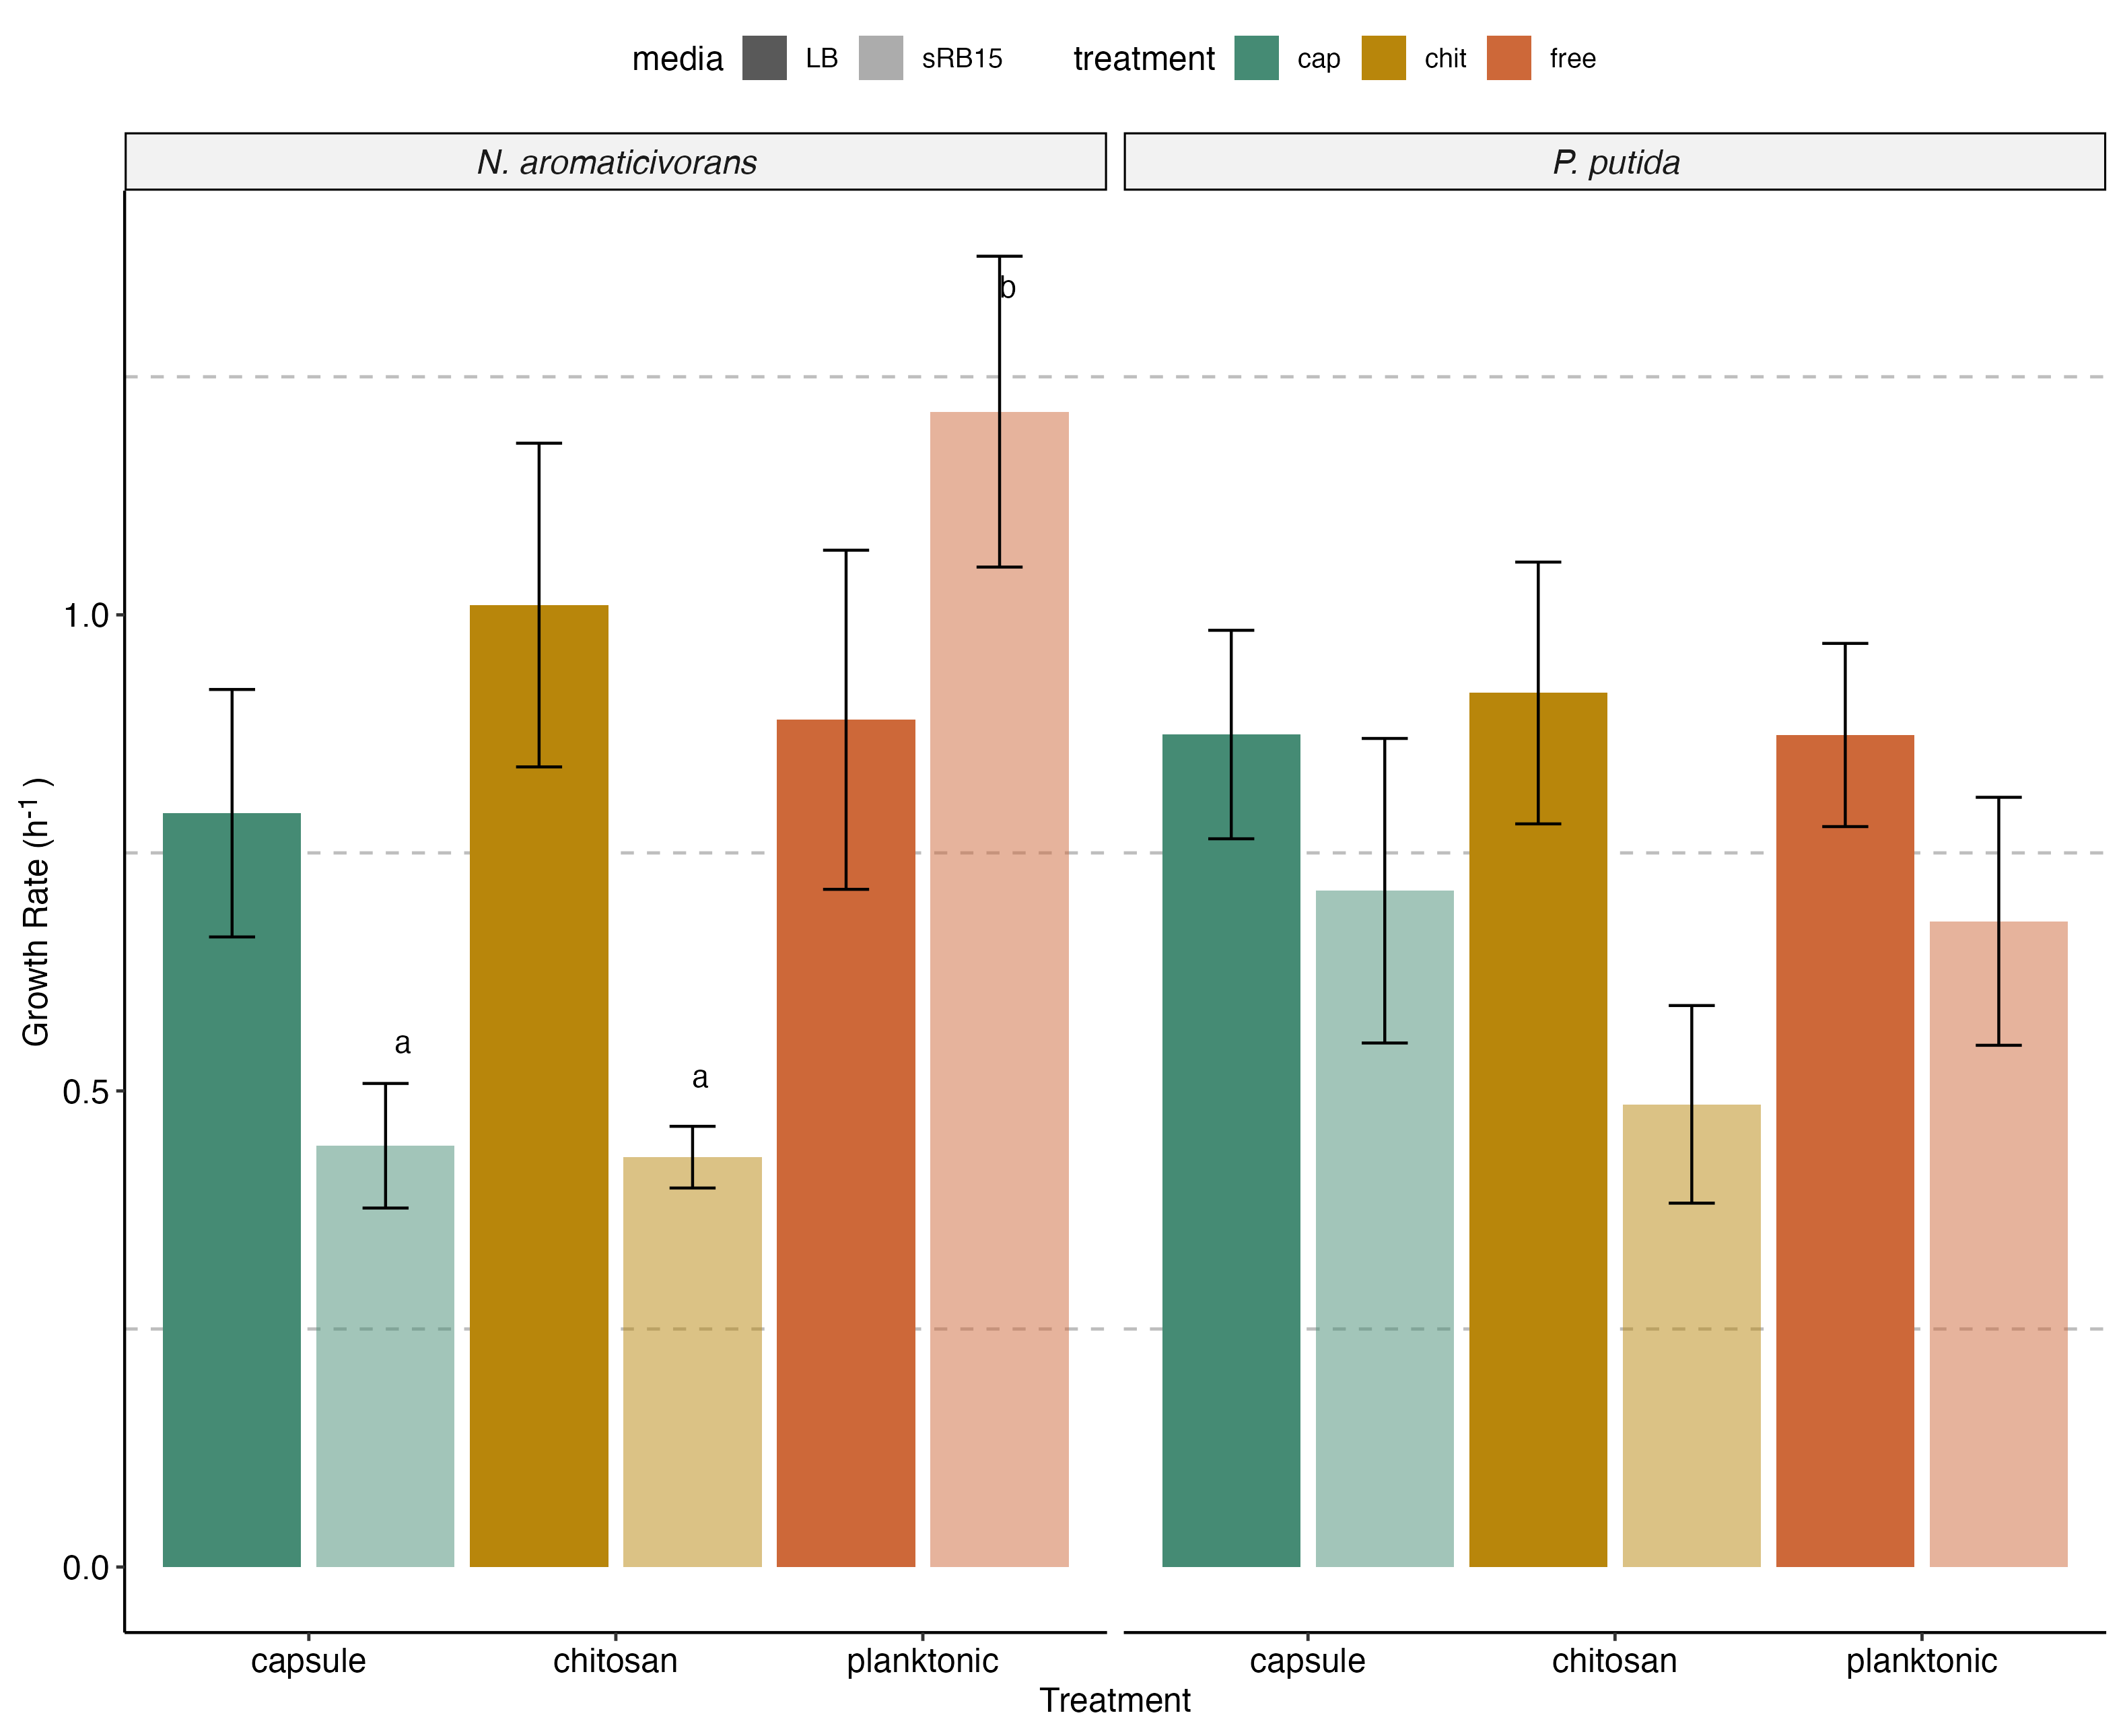 media LB sRB15 treatment cap chit free
N. aromaticivorans P. putida
b
1.0
a
a
0.5
0.0
Growth Rate (h-1 )
capsule chitosan planktonic capsule chitosan planktonic
Treatment